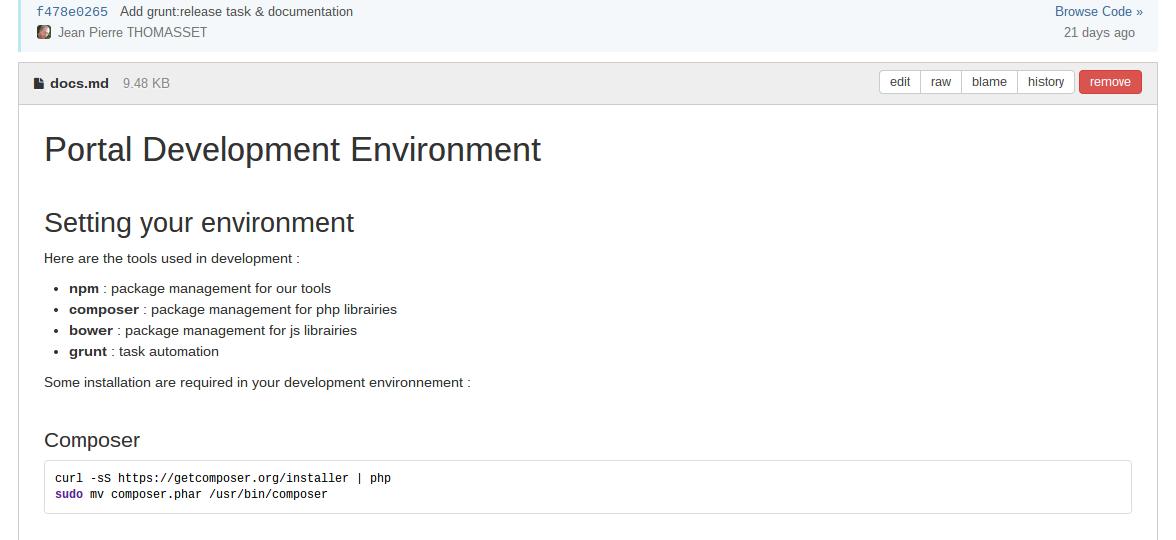 f478e0265 Add grunt:release task & documentation Browse Code »
Jean Pierre THOMASSET 21 days ago
docs.md 9.48 KB edit raw blame history remove
Portal Development Environment
Setting your environment
Here are the tools used in development :
• npm : package management for our tools
• composer : package management for php librairies
• bower : package management for js librairies
• grunt : task automation
Some installation are required in your development environnement :
Composer
curl -sS https://getcomposer.org/installer | php
sudo mv composer.phar /usr/bin/composer